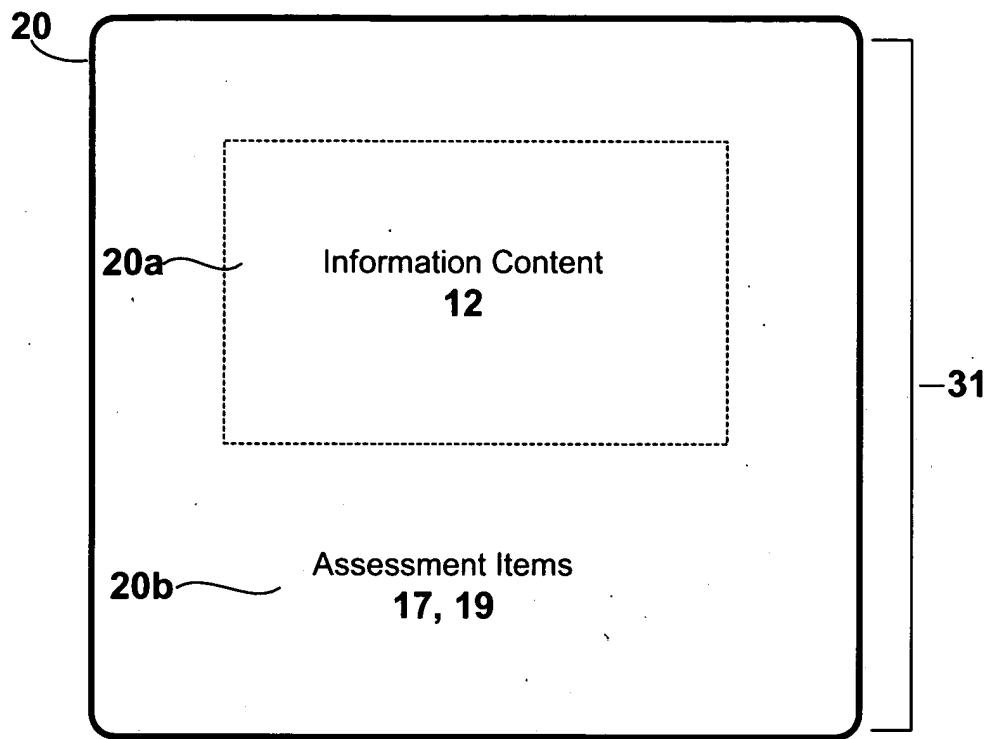 20
20a
Information Content
12
31
Assessment Items
20b
17, 19